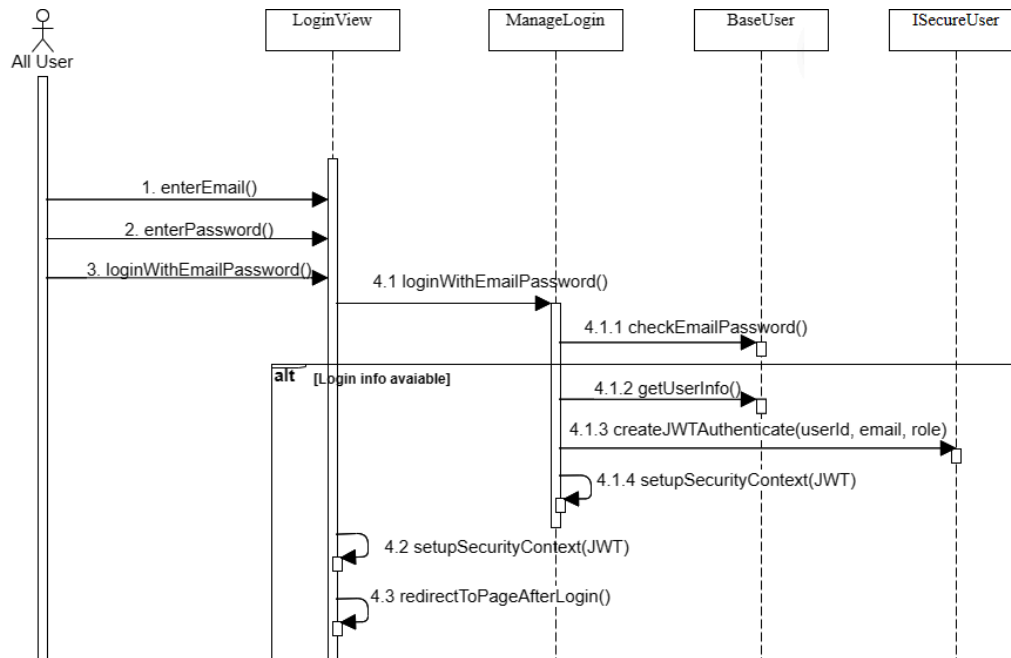 LoginView
ManageLogin
BaseUser
ISecureUser
All User
1. enterEmail()
2. enterPassword()
3. loginWithEmailPassword()
4.1 loginWithEmailPassword()
4.1.1 checkEmailPassword()
alt
[Login info avaiable]
4.1.2 getUserInfo()
4.1.3 createJWTAuthenticate(userId, email, role)
4.1.4 setupSecurityContext(JWT)
4.2 setupSecurityContext(JWT)
4.3 redirectToPageAfterLogin()